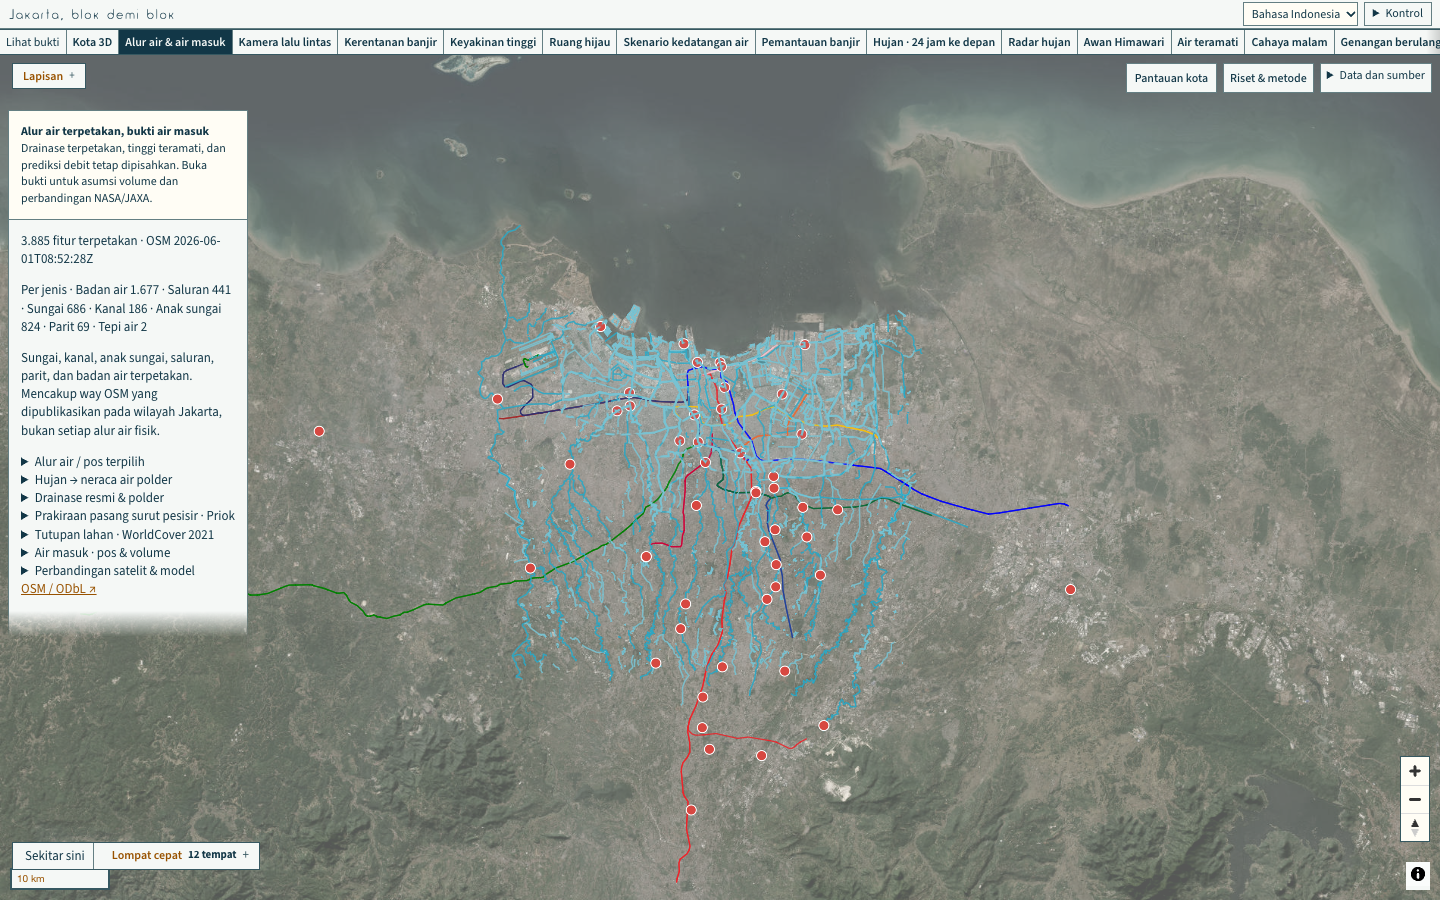 Jakarta, blok demi blok
Bahasa Indonesia
Kontrol
Lihat bukti
Kota 3D
Alur air & air masuk
Kamera lalu lintas
Kerentanan banjir
Keyakinan tinggi
Ruang hijau
Skenario kedatangan air
Pemantauan banjir
Hujan · 24 jam ke depan
Radar hujan
Awan Himawari
Air teramati
Cahaya malam
Genangan berulang
Lapisan +
Pantauan kota
Riset & metode
Data dan sumber
Alur air terpetakan, bukti air masuk
Drainase terpetakan, tinggi teramati, dan
prediksi debit tetap dipisahkan. Buka
bukti untuk asumsi volume dan
perbandingan NASA/JAXA.
3.885 fitur terpetakan · OSM 2026-06-
01T08:52:28Z
Per jenis · Badan air 1.677 · Saluran 441
· Sungai 686 · Kanal 186 · Anak sungai
824 · Parit 69 · Tepi air 2
Sungai, kanal, anak sungai, saluran,
parit, dan badan air terpetakan.
Mencakup way OSM yang
dipublikasikan pada wilayah Jakarta,
bukan setiap alur air fisik.
Alur air / pos terpilih
Hujan → neraca air polder
Drainase resmi & polder
Prakiraan pasang surut pesisir · Priok
Tutupan lahan · WorldCover 2021
Air masuk · pos & volume
Perbandingan satelit & model
OSM / ODbL ↗
Sekitar sini
Lompat cepat 12 tempat +
10 km